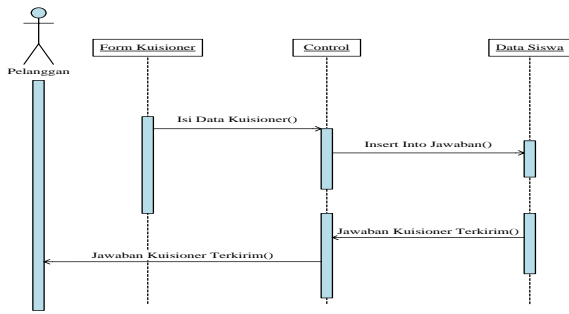 Form Kuisioner
Control
Data Siswa
Pelanggan
Isi Data Kuisioner()
Insert Into Jawaban()
Jawaban Kuisioner Terkirim()
Jawaban Kuisioner Terkirim()